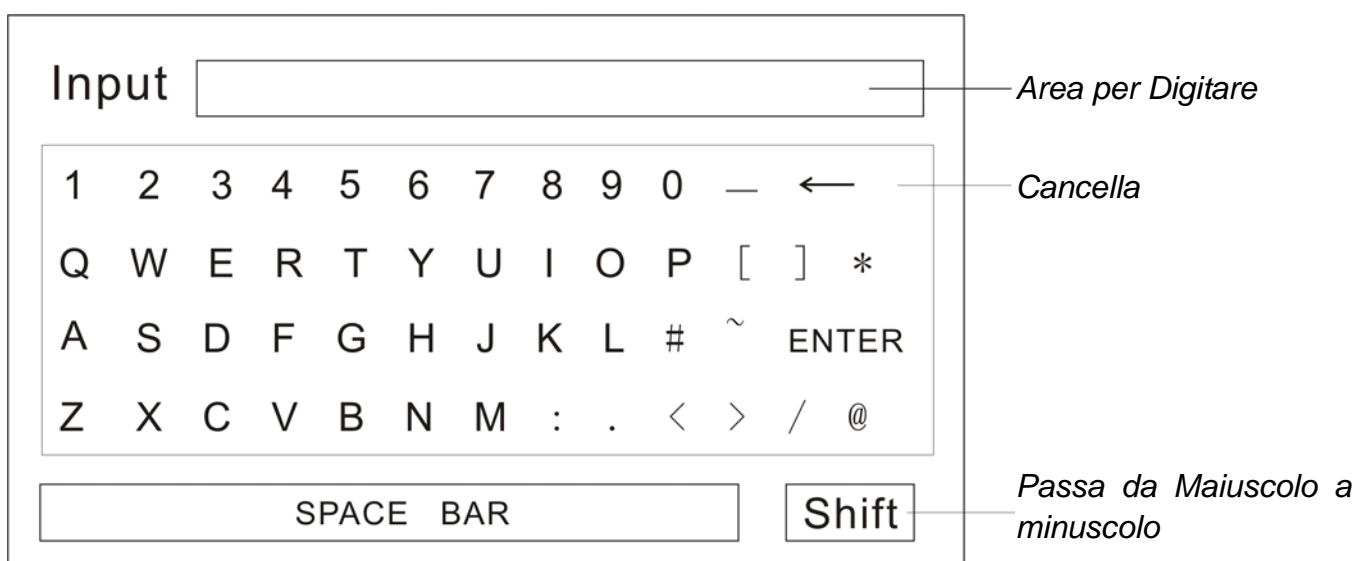 Input
Area per Digitare
1 2 3 4 5 6 7 8 9 0 — ←
Cancella
Q W E R T Y U I O P [ ] *
A S D F G H J K L # ~ ENTER
Z X C V B N M : . < > / @
SPACE BAR
Shift
Passa da Maiuscolo a
minuscolo